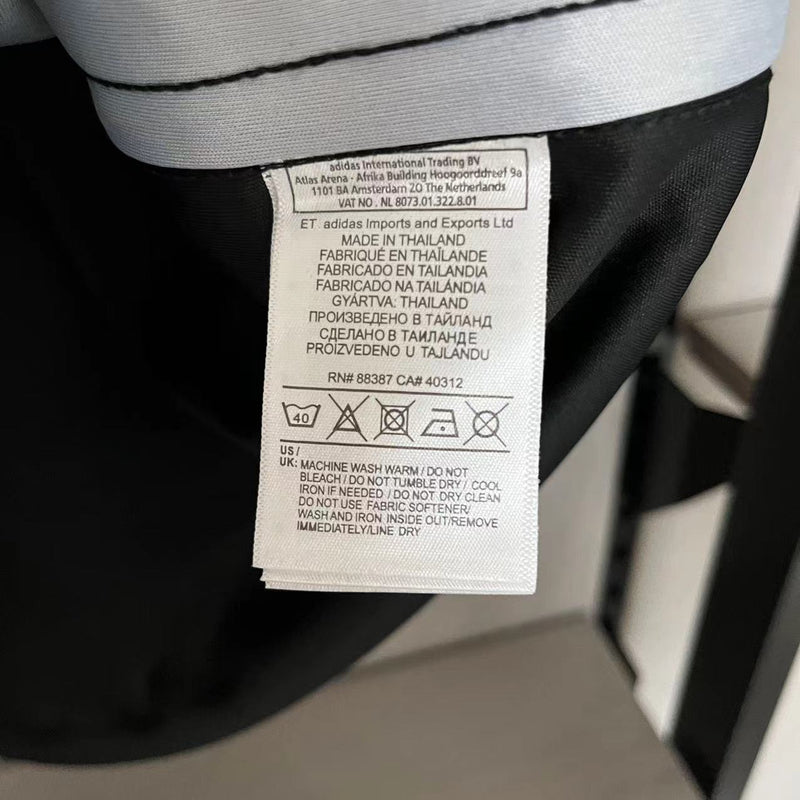 adidas International Trading BV
Atlas Arena - Afrika Building Hoogoorddreef 9a
1101 BA Amsterdam ZO The Netherlands
VAT NO . NL 8073.01.322.8.01
ET. adidas Imports and Exports Ltd
MADE IN THAILAND
FABRIQUÉ EN THAÏLANDE
FABRICADO EN TAILANDIA
FABRICADO NA TAILÁNDIA
GYÁRTVA: THAILAND
ПРОИЗВЕДЕНО В ТАЙЛАНД
СДЕЛАНО В ТАИЛАНДЕ
PROIZVEDENO U TAJLANDU
RN# 88387 CA# 40312
40
US /
UK: MACHINE WASH WARM / DO NOT
BLEACH / DO NOT TUMBLE DRY / COOL
IRON IF NEEDED / DO NOT DRY CLEAN
DO NOT USE FABRIC SOFTENER/
WASH AND IRON INSIDE OUT/REMOVE
IMMEDIATELY/LINE DRY